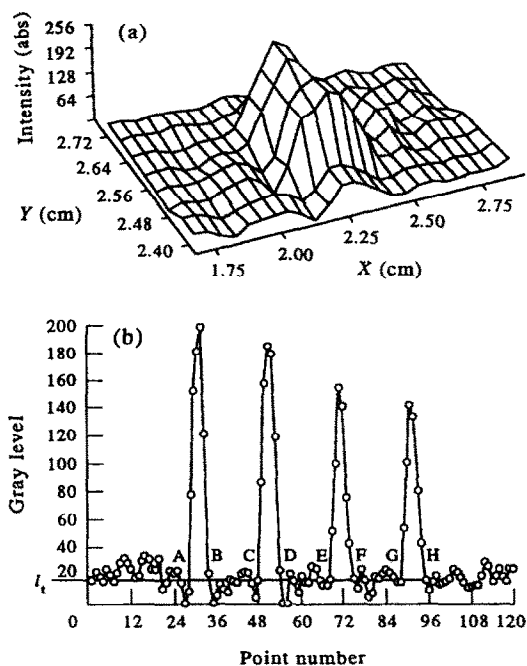 (a)
Intensity (abs)
256
192
128
64
2.72
2.64
2.56
2.48
2.40
Y (cm)
1.75
2.00
2.25
2.50
2.75
X (cm)
(b)
Gray level
200
180
160
140
120
100
80
60
40
20
l_t
0
A B C D E F G H
12 24 36 48 60 72 84 96 108 120
Point number